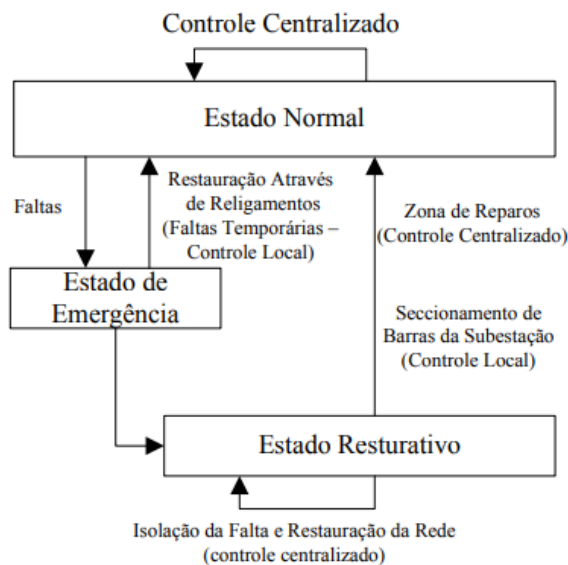 Controle Centralizado
Estado Normal
Faltas
Restauração Através
de Religamentos
(Faltas Temporárias –
Controle Local)
Zona de Reparos
(Controle Centralizado)
Estado de
Emergência
Seccionamento de
Barras da Subestação
(Controle Local)
Estado Resturativo
Isolação da Falta e Restauração da Rede
(controle centralizado)